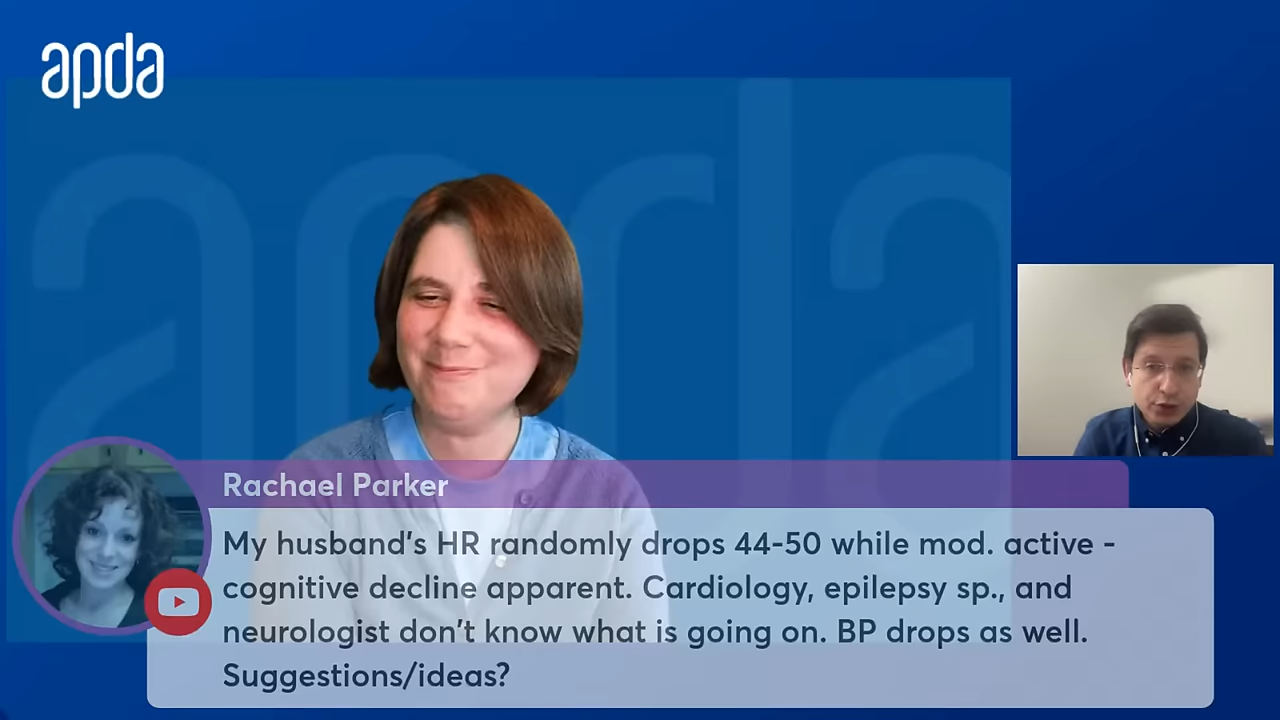 apda
apda
Rachael Parker
My husband's HR randomly drops 44-50 while mod. active -
cognitive decline apparent. Cardiology, epilepsy sp., and
neurologist don't know what is going on. BP drops as well.
Suggestions/ideas?